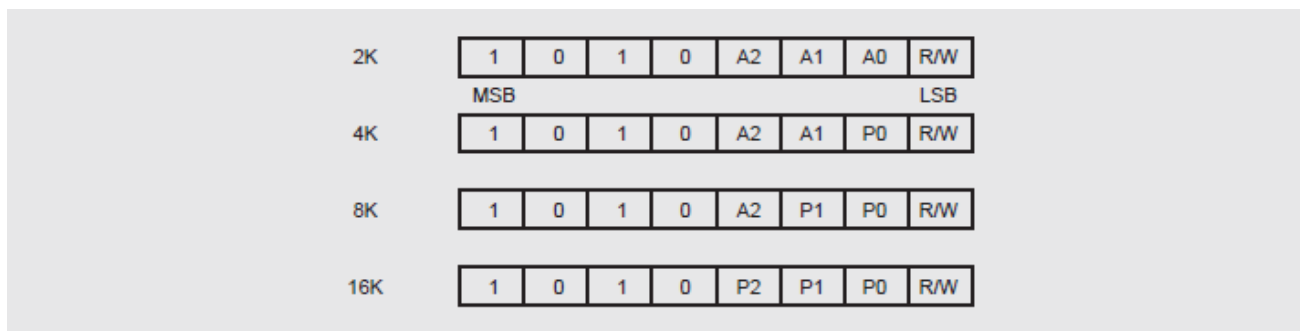 2K 1 0 1 0 A2 A1 A0 R/W
MSB LSB
4K 1 0 1 0 A2 A1 P0 R/W
8K 1 0 1 0 A2 P1 P0 R/W
16K 1 0 1 0 P2 P1 P0 R/W